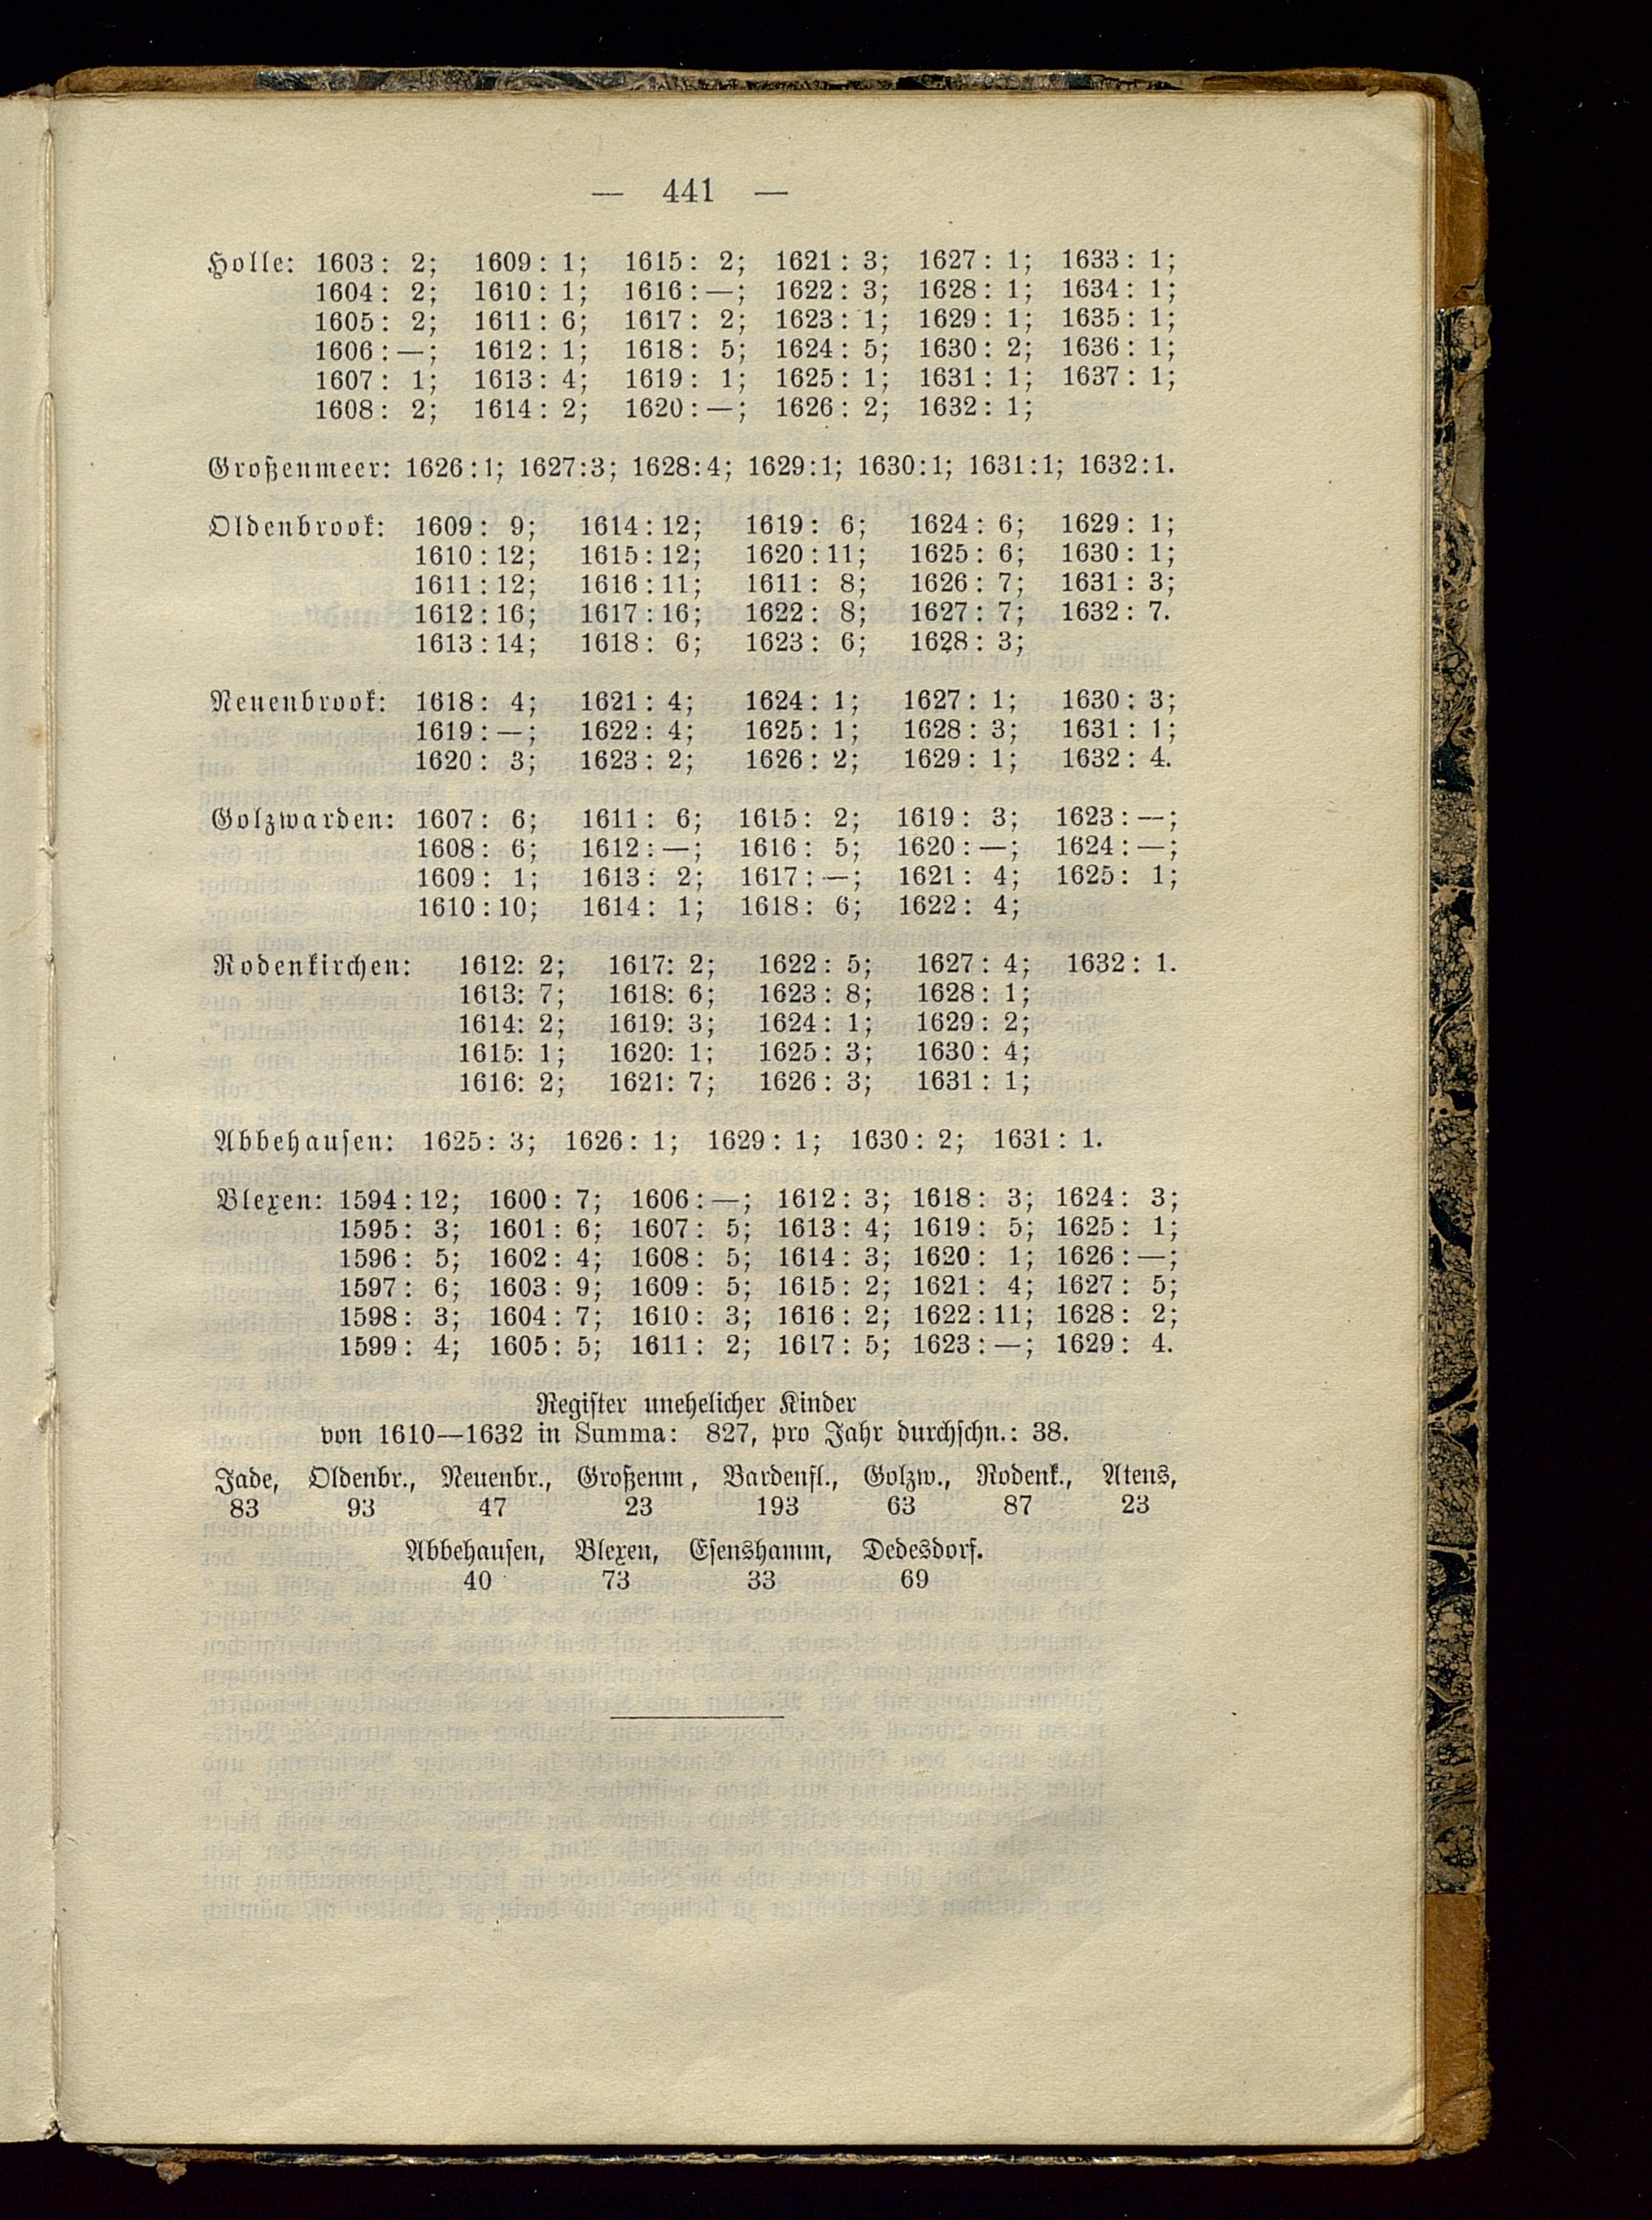 — 441 —
Holle: 1603: 2; 1609: 1; 1615: 2; 1621: 3; 1627: 1; 1633: 1;
1604: 2; 1610: 1; 1616:—; 1622: 3; 1628: 1; 1634: 1;
1605: 2; 1611: 6; 1617: 2; 1623: 1; 1629: 1; 1635: 1;
1606:—; 1612: 1; 1618: 5; 1624: 5; 1630: 2; 1636: 1;
1607: 1; 1613: 4; 1619: 1; 1625: 1; 1631: 1; 1637: 1;
1608: 2; 1614: 2; 1620:—; 1626: 2; 1632: 1;
Großenmeer: 1626:1; 1627:3; 1628:4; 1629:1; 1630:1; 1631:1; 1632:1.
Oldenbrook: 1609: 9; 1614:12; 1619: 6; 1624: 6; 1629: 1;
1610:12; 1615:12; 1620:11; 1625: 6; 1630: 1;
1611:12; 1616:11; 1611: 8; 1626: 7; 1631: 3;
1612:16; 1617:16; 1622: 8; 1627: 7; 1632: 7.
1613:14; 1618: 6; 1623: 6; 1628: 3;
Neuenbrook: 1618: 4; 1621: 4; 1624: 1; 1627: 1; 1630: 3;
1619:—; 1622: 4; 1625: 1; 1628: 3; 1631: 1;
1620: 3; 1623: 2; 1626: 2; 1629: 1; 1632: 4.
Golzwarden: 1607: 6; 1611: 6; 1615: 2; 1619: 3; 1623:—;
1608: 6; 1612:—; 1616: 5; 1620:—; 1624:—;
1609: 1; 1613: 2; 1617:—; 1621: 4; 1625: 1;
1610:10; 1614: 1; 1618: 6; 1622: 4;
Rodenkirchen: 1612: 2; 1617: 2; 1622: 5; 1627: 4; 1632: 1.
1613: 7; 1618: 6; 1623: 8; 1628: 1;
1614: 2; 1619: 3; 1624: 1; 1629: 2;
1615: 1; 1620: 1; 1625: 3; 1630: 4;
1616: 2; 1621: 7; 1626: 3; 1631: 1;
Abbehausen: 1625: 3; 1626: 1; 1629: 1; 1630: 2; 1631: 1.
Blexen: 1594:12; 1600: 7; 1606:—; 1612: 3; 1618: 3; 1624: 3;
1595: 3; 1601: 6; 1607: 5; 1613: 4; 1619: 5; 1625: 1;
1596: 5; 1602: 4; 1608: 5; 1614: 3; 1620: 1; 1626:—;
1597: 6; 1603: 9; 1609: 5; 1615: 2; 1621: 4; 1627: 5;
1598: 3; 1604: 7; 1610: 3; 1616: 2; 1622:11; 1628: 2;
1599: 4; 1605: 5; 1611: 2; 1617: 5; 1623:—; 1629: 4.
Register unehelicher Kinder
von 1610—1632 in Summa: 827, pro Jahr durchschn.: 38.
Jade, Oldenbr., Neuenbr., Großenm, Bardenfl., Golzw., Rodenk., Atens,
83 93 47 23 193 63 87 23
Abbehausen, Blexen, Esenshamm, Dedesdorf.
40 73 33 69